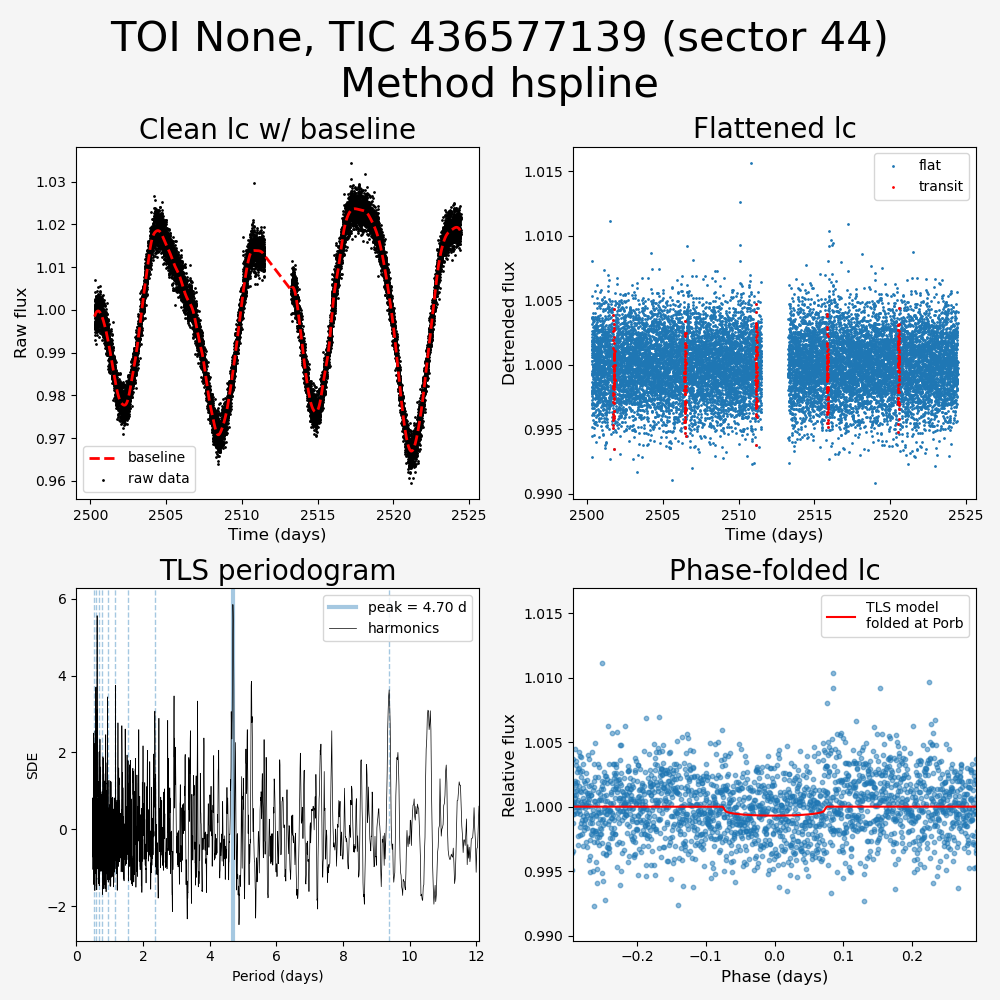 TOI None, TIC 436577139 (sector 44)
Method hspline
Clean lc w/ baseline
Raw flux
1.03
1.02
1.01
1.00
0.99
0.98
0.97
0.96
baseline
raw data
2500
2505
2510
2515
2520
2525
Time (days)
Flattened lc
Detrended flux
1.015
1.010
1.005
1.000
0.995
0.990
flat
transit
2500
2505
2510
2515
2520
2525
Time (days)
TLS periodogram
SDE
6
4
2
0
−2
peak = 4.70 d
harmonics
0
2
4
6
8
10
12
Period (days)
Phase-folded lc
Relative flux
1.015
1.010
1.005
1.000
0.995
0.990
TLS model
folded at Porb
−0.2
−0.1
0.0
0.1
0.2
Phase (days)